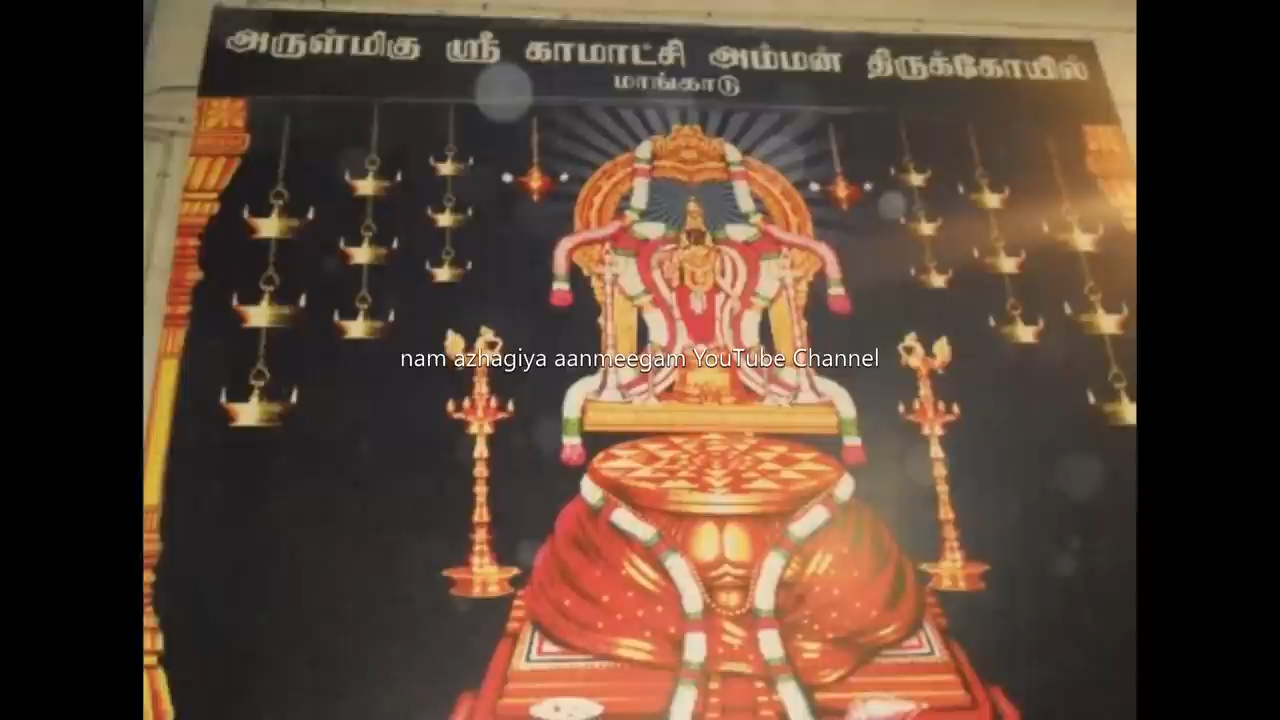 அருள்மிகு ஸ்ரீ காமாட்சி அம்மன் திருக்கோயில்
மாங்காடு
nam azhagiya aanmeegam YouTube Channel